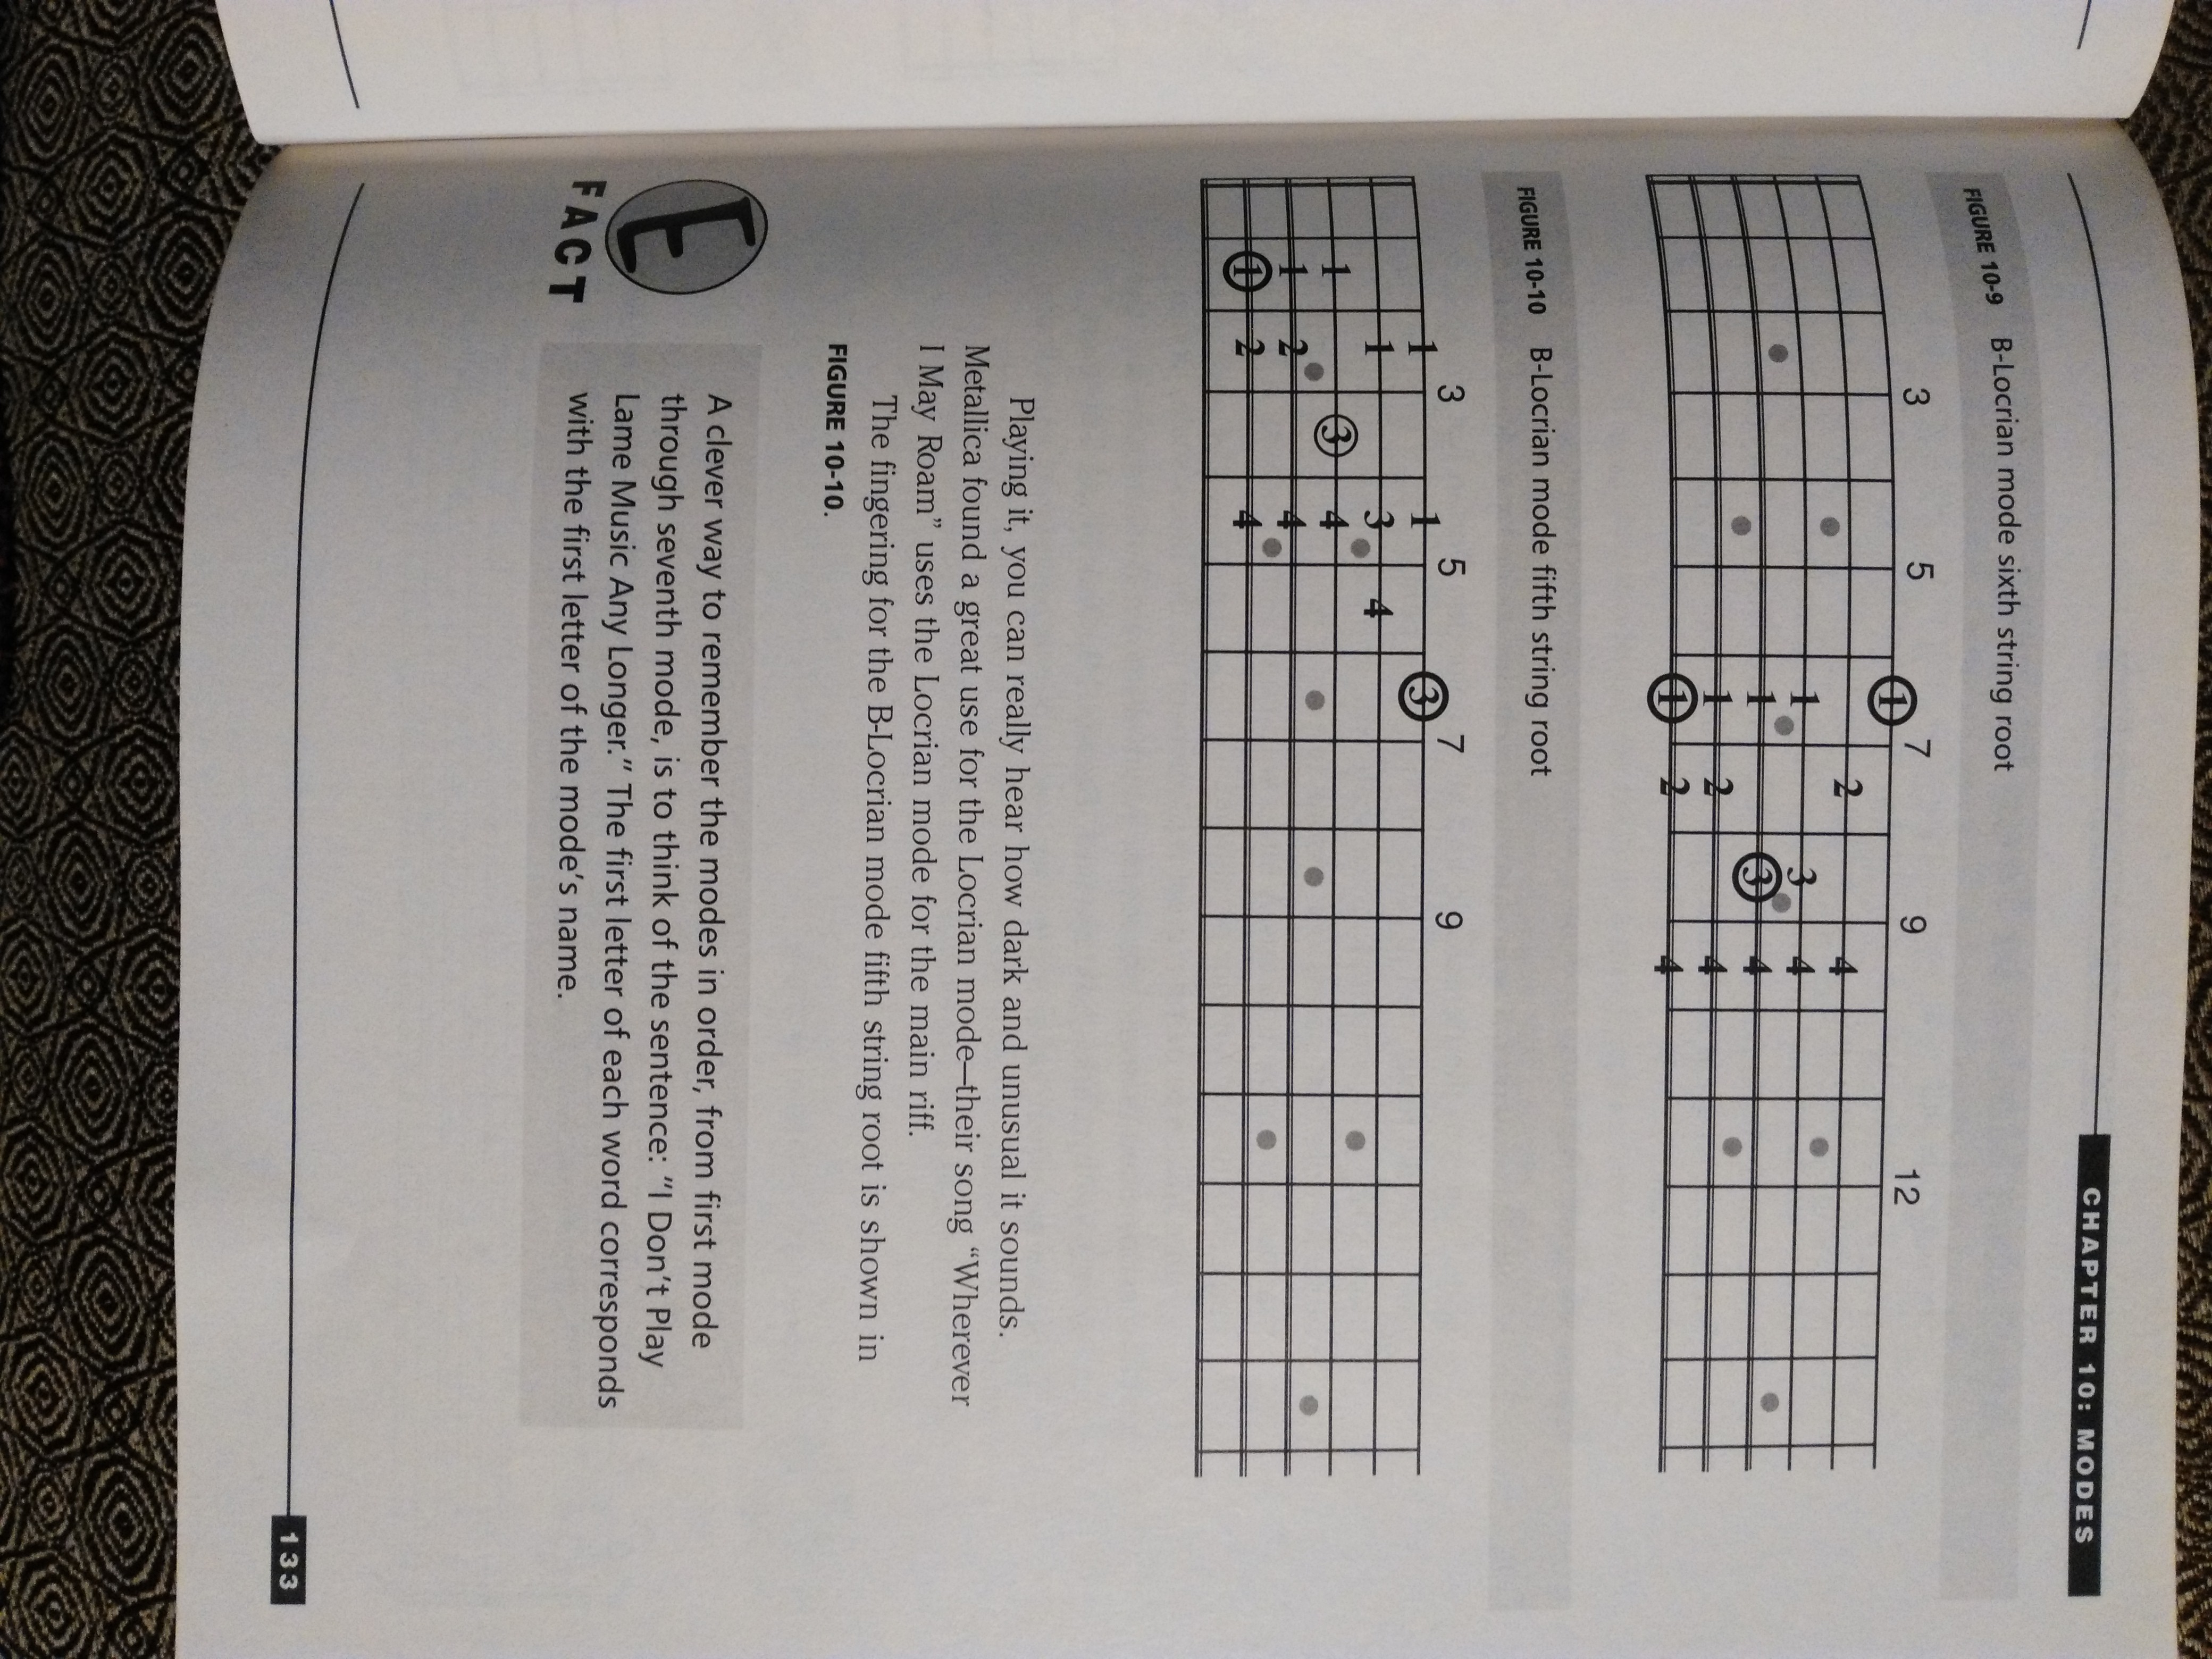 CHAPTER 10: MODES
FIGURE 10-9 B-Locrian mode sixth string root
3 5 7 9 12
1
2 4
1 3 4
1 3 4
1 2 4
1 2 4
FIGURE 10-10 B-Locrian mode fifth string root
3 5 7 9
1 1 3
1 3 4
1 3 4
1 2 4
1 2 4
Playing it, you can really hear how dark and unusual it sounds.
Metallica found a great use for the Locrian mode—their song “Wherever
I May Roam” uses the Locrian mode for the main riff.
The fingering for the B-Locrian mode fifth string root is shown in
FIGURE 10-10.
E
FACT
A clever way to remember the modes in order, from first mode
through seventh mode, is to think of the sentence: “I Don’t Play
Lame Music Any Longer.” The first letter of each word corresponds
with the first letter of the mode’s name.
133